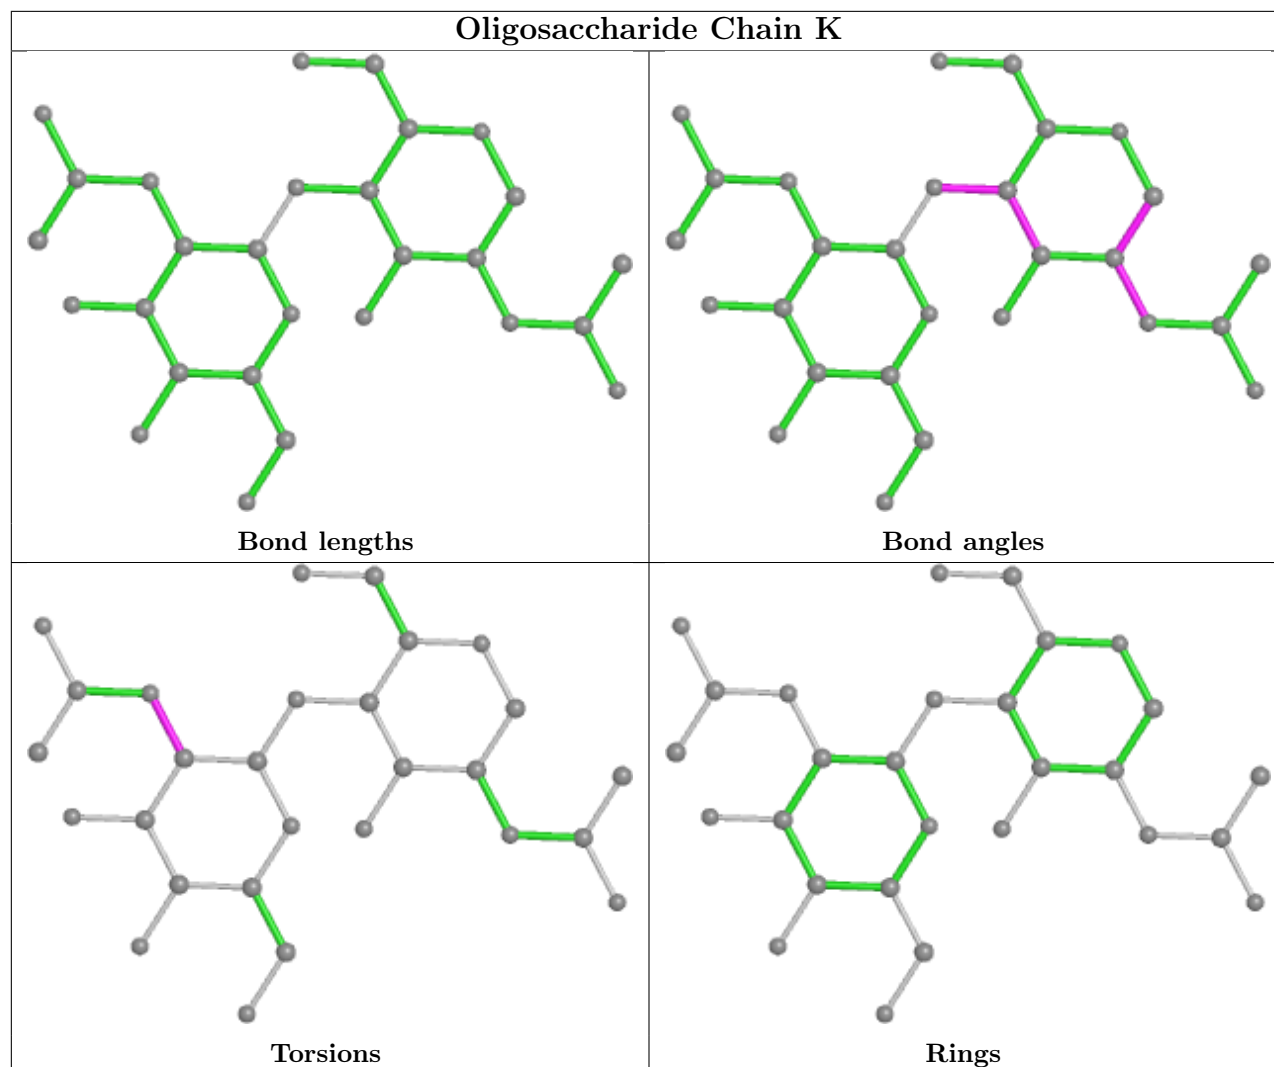 Oligosaccharide Chain K
Bond lengths
Bond angles
Torsions
Rings